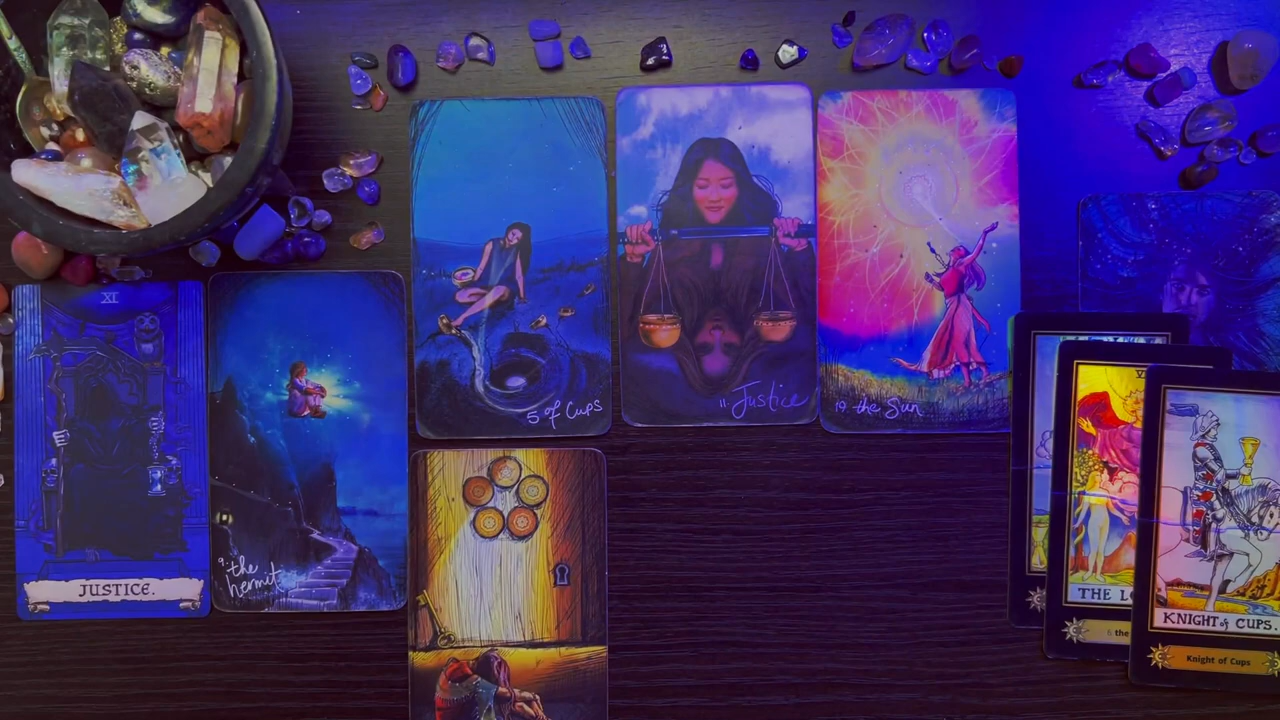 XI
JUSTICE.
9 the
hermit
5 of Cups
11. Justice
19. the Sun
VI
THE L
6 the
KNIGHT of CUPS.
Knight of Cups